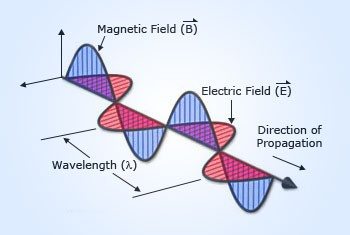 Magnetic Field (B⃗)
Electric Field (E⃗)
Direction of
Propagation
Wavelength (λ)